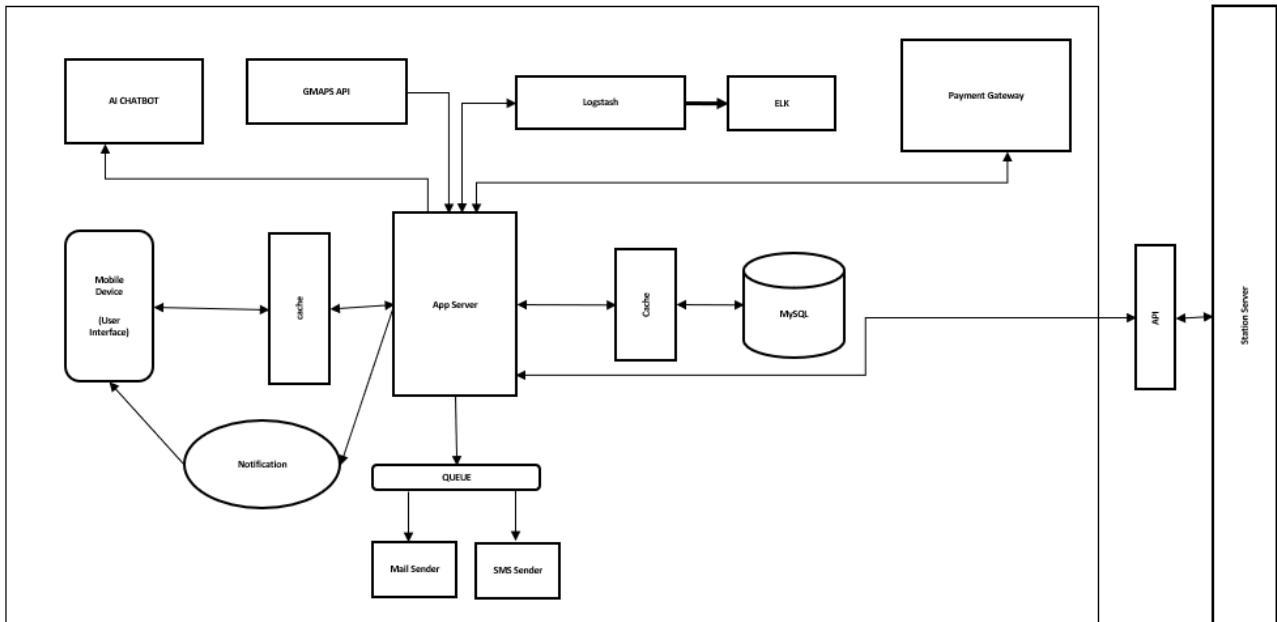 AI CHATBOT
GMAPS API
Logstash
ELK
Payment Gateway
Mobile
Device
(User
Interface)
cache
App Server
Cache
MySQL
API
Station Server
Notification
QUEUE
Mail Sender
SMS Sender